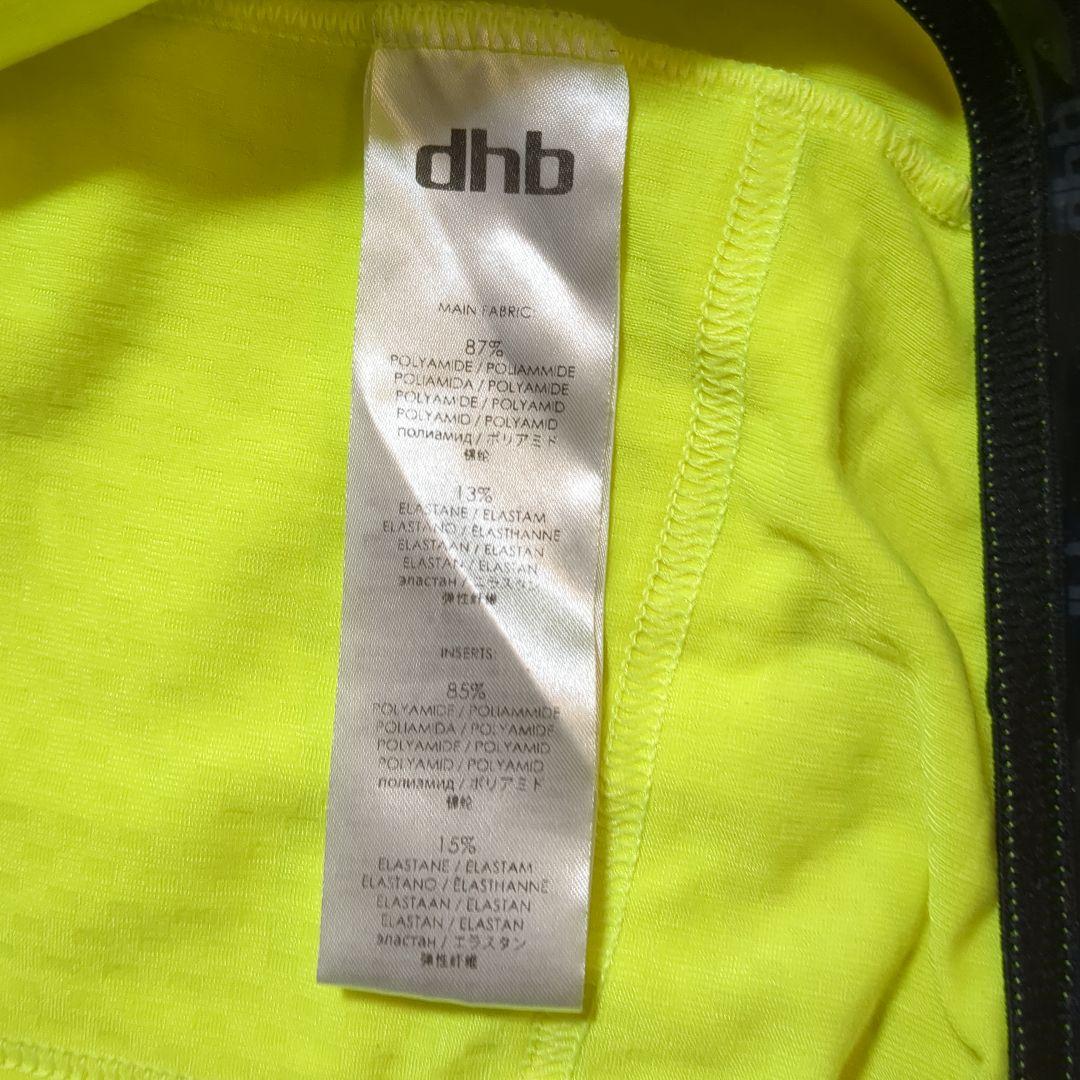 dhb
MAIN FABRIC:
87%
POLYAMIDE / POLIAMMIDE
POLIAMIDA / POLYAMIDE
POLYAMIDE / POLYAMID
POLYAMID / POLYAMID
полиамид / ポリアミド
锦纶
13%
ELASTANE / ELASTAM
ELASTANO / ÉLASTHANNE
ELASTAAN / ELASTAN
ELASTAN / ELASTAN
эластан / エラスタン
弹性纤维
INSERTS:
85%
POLYAMIDE / POLIAMMIDE
POLIAMIDA / POLYAMIDE
POLYAMIDE / POLYAMID
POLYAMID / POLYAMID
полиамид / ポリアミド
锦纶
15%
ELASTANE / ELASTAM
ELASTANO / ÉLASTHANNE
ELASTAAN / ELASTAN
ELASTAN / ELASTAN
эластан / エラスタン
弹性纤维